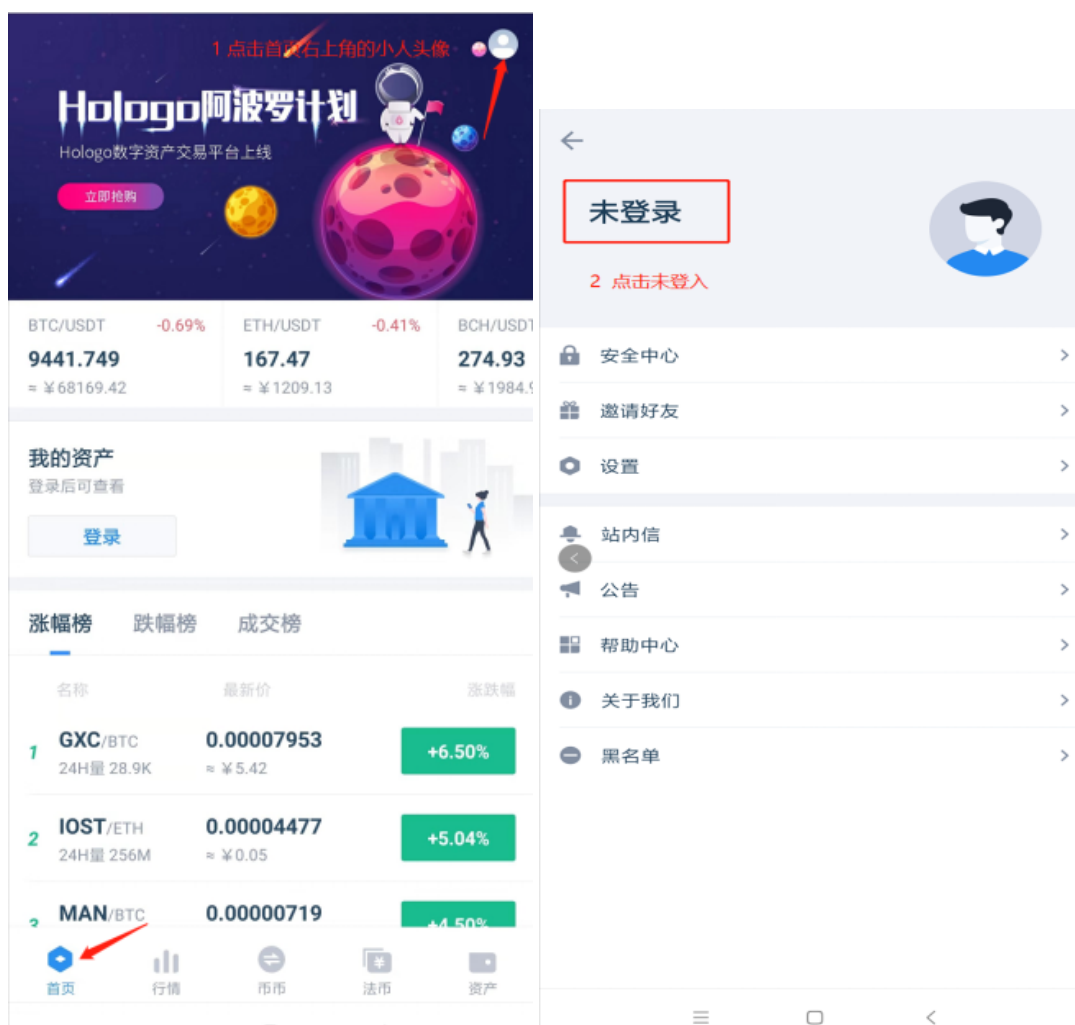 1 点击首页右上角的小人头像
Hologo阿波罗计划
Hologo数字资产交易平台上线
立即抢购
BTC/USDT -0.69% ETH/USDT -0.41% BCH/USDT
9441.749 167.47 274.93
≈ ¥68169.42 ≈ ¥1209.13 ≈ ¥1984.9
我的资产
登录后可查看
登录
涨幅榜 跌幅榜 成交榜
名称 最新价 涨跌幅
1 GXC/BTC 0.00007953 +6.50%
24H量 28.9K ≈ ¥5.42
2 IOST/ETH 0.00004477 +5.04%
24H量 256M ≈ ¥0.05
3 MAN/BTC 0.00000719 +4.50%
首页 行情 币币 法币 资产
未登录
2 点击未登入
安全中心
邀请好友
设置
站内信
公告
帮助中心
关于我们
黑名单